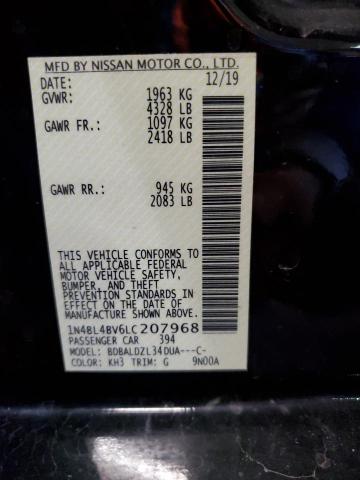 MFD BY NISSAN MOTOR CO., LTD.
DATE: 12/19
GVWR: 1963 KG
4328 LB
GAWR FR.: 1097 KG
2418 LB
GAWR RR.: 945 KG
2083 LB
THIS VEHICLE CONFORMS TO
ALL APPLICABLE FEDERAL
MOTOR VEHICLE SAFETY,
BUMPER, AND THEFT
PREVENTION STANDARDS
IN EFFECT ON THE DATE OF
MANUFACTURE SHOWN ABOVE.
1N4BL4BV6LC207968
PASSENGER CAR 394
MODEL: BDBALDZL34DUA---C-
COLOR: KH3 TRIM: G 9N00A